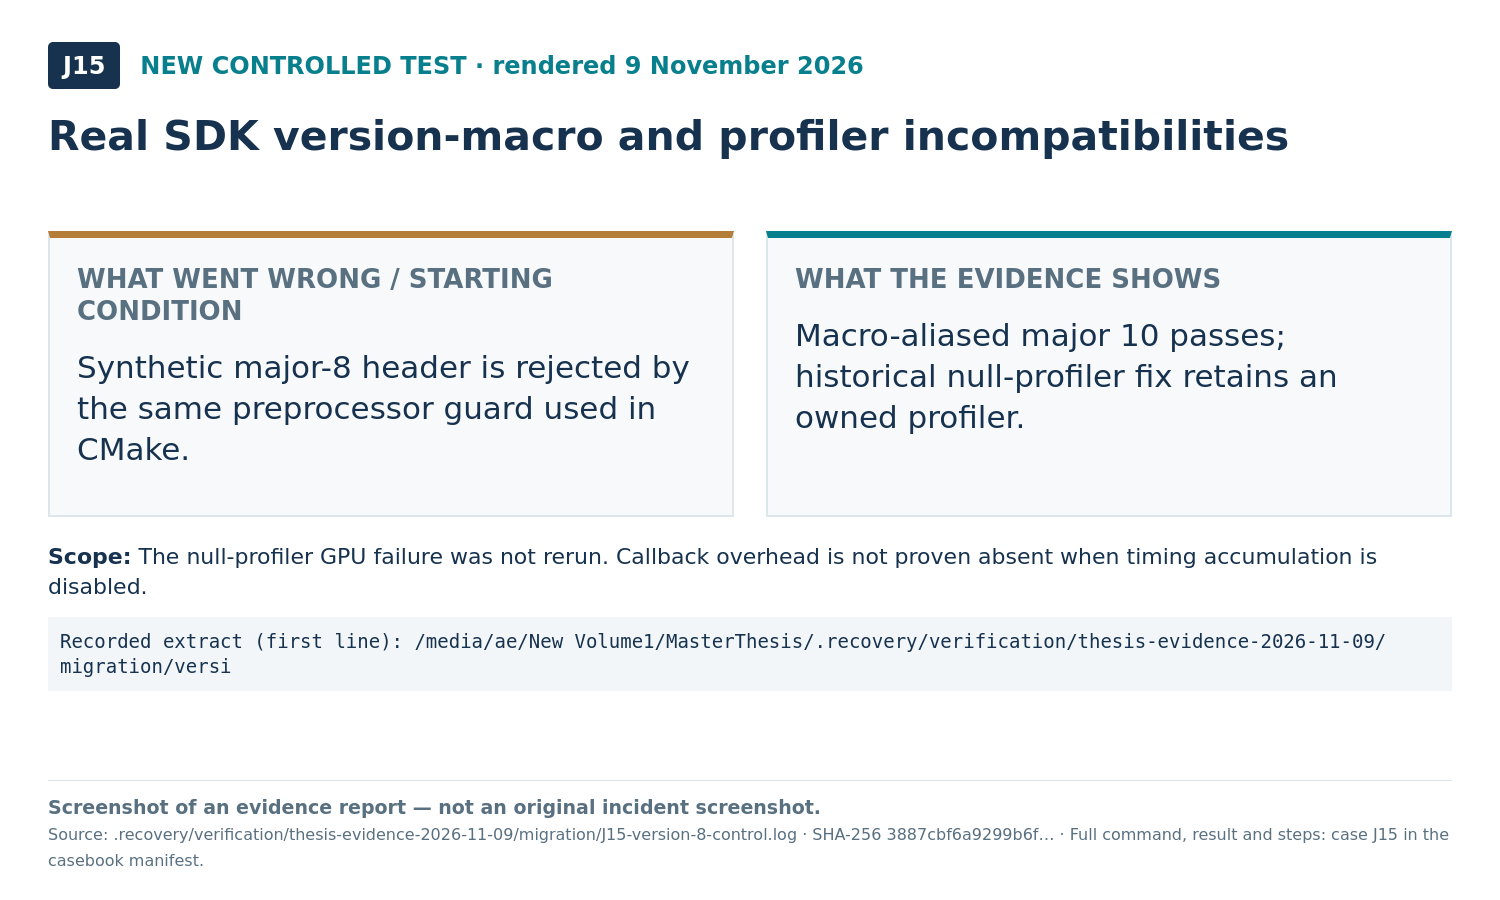 J15
NEW CONTROLLED TEST · rendered 9 November 2026
Real SDK version-macro and profiler incompatibilities
WHAT WENT WRONG / STARTING
CONDITION
Synthetic major-8 header is rejected by
the same preprocessor guard used in
CMake.
WHAT THE EVIDENCE SHOWS
Macro-aliased major 10 passes;
historical null-profiler fix retains an
owned profiler.
Scope: The null-profiler GPU failure was not rerun. Callback overhead is not proven absent when timing accumulation is
disabled.
Recorded extract (first line): /media/ae/New Volume1/MasterThesis/.recovery/verification/thesis-evidence-2026-11-09/
migration/versi
Screenshot of an evidence report — not an original incident screenshot.
Source: .recovery/verification/thesis-evidence-2026-11-09/migration/J15-version-8-control.log · SHA-256 3887cbf6a9299b6f… · Full command, result and steps: case J15 in the
casebook manifest.